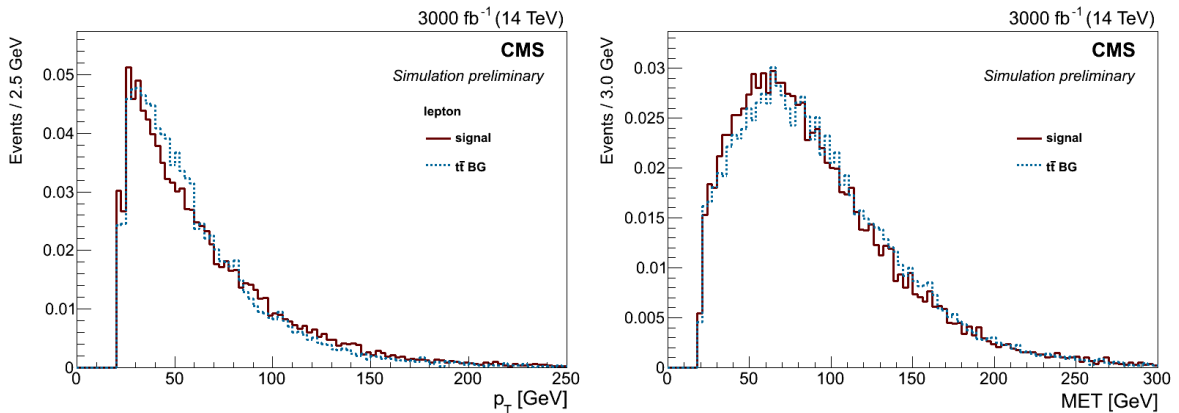 3000 fb⁻¹ (14 TeV)
Events / 2.5 GeV
CMS
Simulation preliminary
lepton
signal
tt̄ BG
0.05
0.04
0.03
0.02
0.01
0
0 50 100 150 200 250
p_T [GeV]
3000 fb⁻¹ (14 TeV)
Events / 3.0 GeV
CMS
Simulation preliminary
signal
tt̄ BG
0.03
0.025
0.02
0.015
0.01
0.005
0
0 50 100 150 200 250 300
MET [GeV]